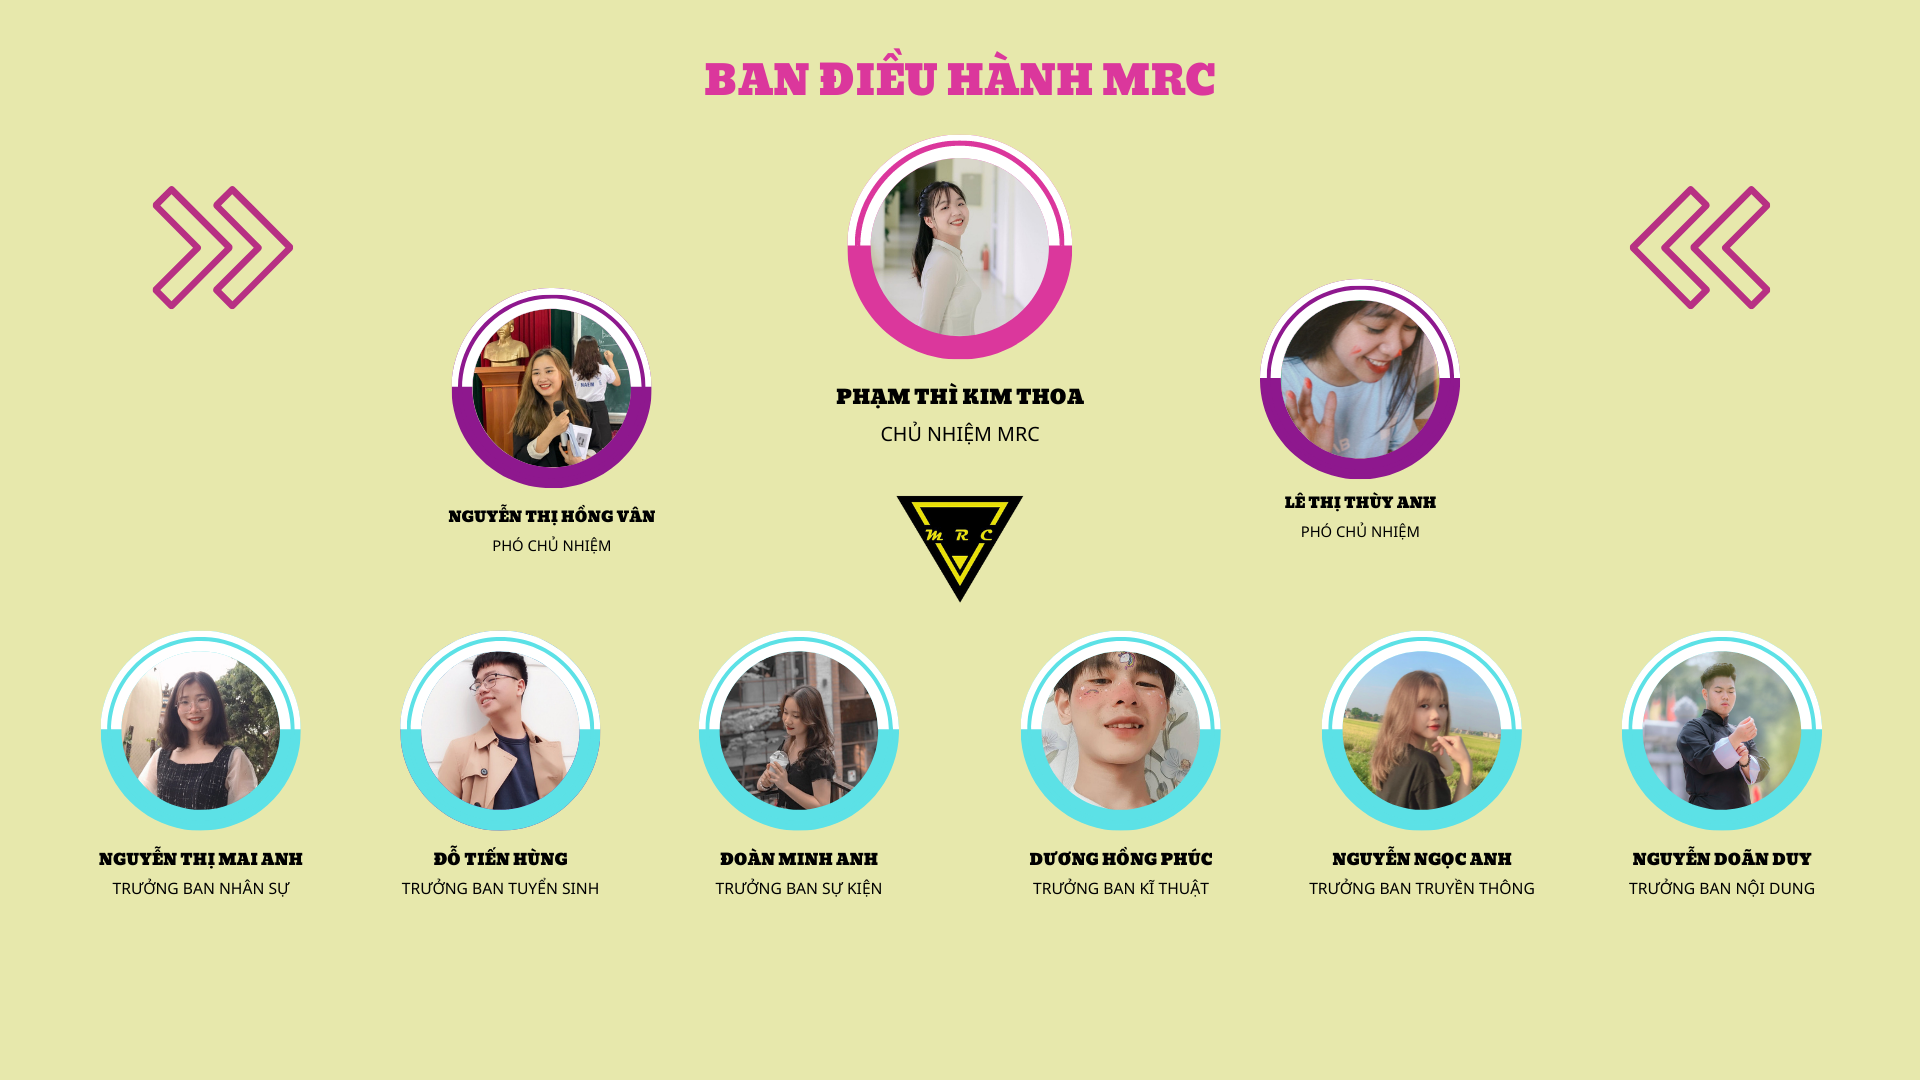 BAN ĐIỀU HÀNH MRC
PHẠM THÌ KIM THOA
CHỦ NHIỆM MRC
NGUYỄN THỊ HỒNG VÂN
PHÓ CHỦ NHIỆM
LÊ THỊ THÙY ANH
PHÓ CHỦ NHIỆM
M R C
NGUYỄN THỊ MAI ANH
TRƯỞNG BAN NHÂN SỰ
ĐỖ TIẾN HÙNG
TRƯỞNG BAN TUYỂN SINH
ĐOÀN MINH ANH
TRƯỞNG BAN SỰ KIỆN
DƯƠNG HỒNG PHÚC
TRƯỞNG BAN KĨ THUẬT
NGUYỄN NGỌC ANH
TRƯỞNG BAN TRUYỀN THÔNG
NGUYỄN DOÃN DUY
TRƯỞNG BAN NỘI DUNG